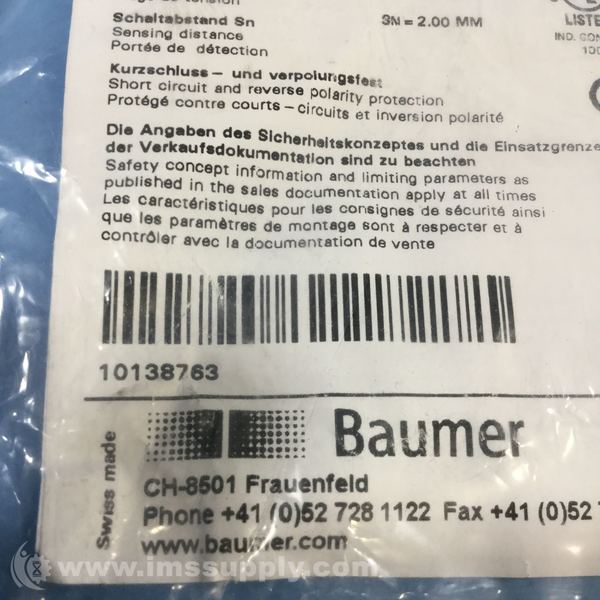 Schaltabstand Sn
Sensing distance
Portée de détection
SN = 2.00 MM
LISTE
IND. CON
Kurzschluss - und verpolungsfest
Short circuit and reverse polarity protection
Protégé contre courts - circuits et inversion polarité
Die Angaben des Sicherheitskonzeptes und die Einsatzgrenze
der Verkaufsdokumentation sind zu beachten
Safety concept information and limiting parameters as
published in the sales documentation apply at all times
Les caractéristiques pour les consignes de sécurité ainsi
que les paramètres de montage sont à respecter et à
contrôler avec la documentation de vente
10138763
Swiss made
Baumer
CH-8501 Frauenfeld
Phone +41 (0)52 728 1122 Fax +41 (0)52 7
www.baumer.com
© www.imssupply.com